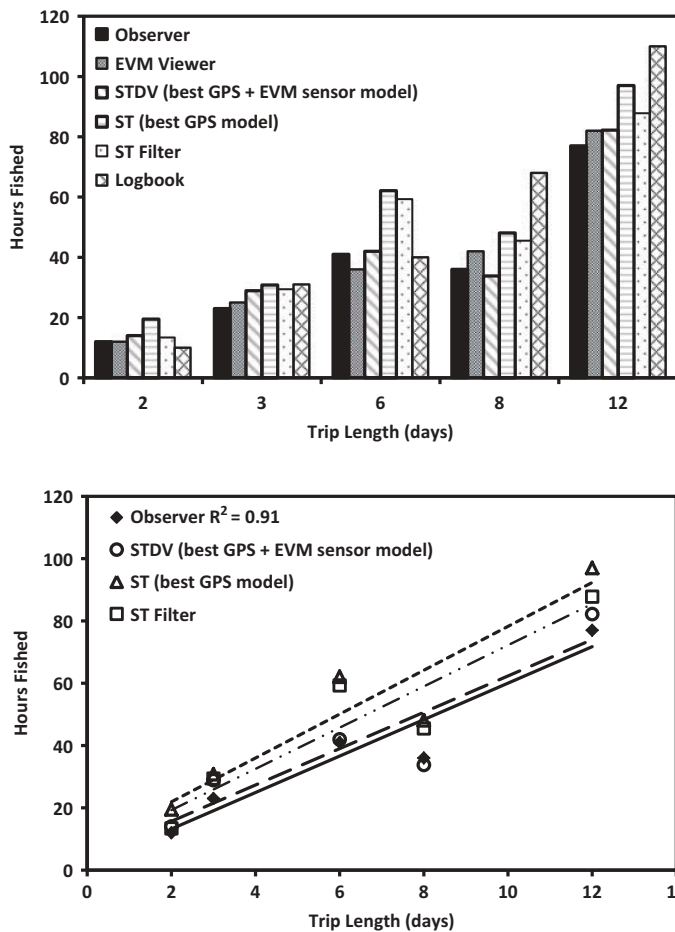 120
100
80
60
40
20
0
Hours Fished
Observer
EVM Viewer
STDV (best GPS + EVM sensor model)
ST (best GPS model)
ST Filter
Logbook
2 3 6 8 12
Trip Length (days)
120
100
80
60
40
20
0
Hours Fished
Observer R² = 0.91
STDV (best GPS + EVM sensor model)
ST (best GPS model)
ST Filter
0 2 4 6 8 10 12 1
Trip Length (days)